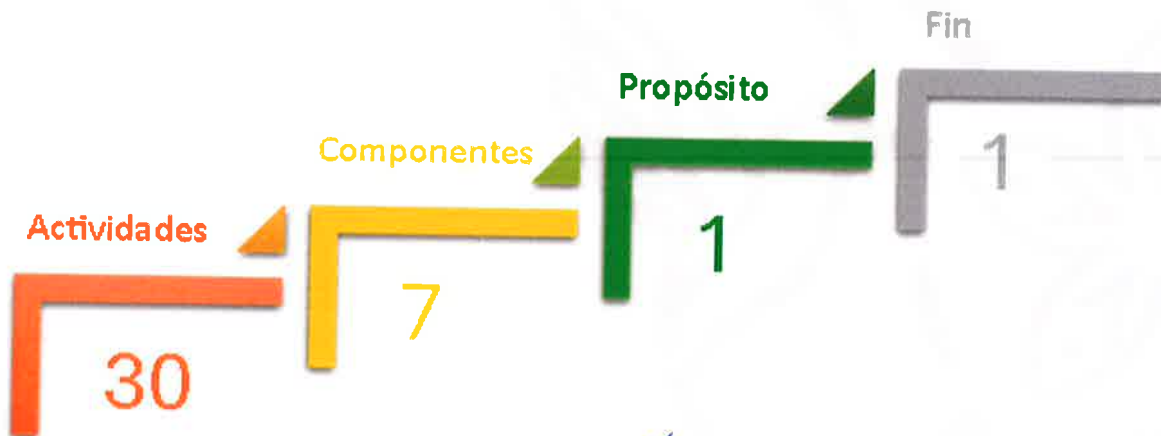 Fin
1
Propósito
1
Componentes
7
Actividades
30